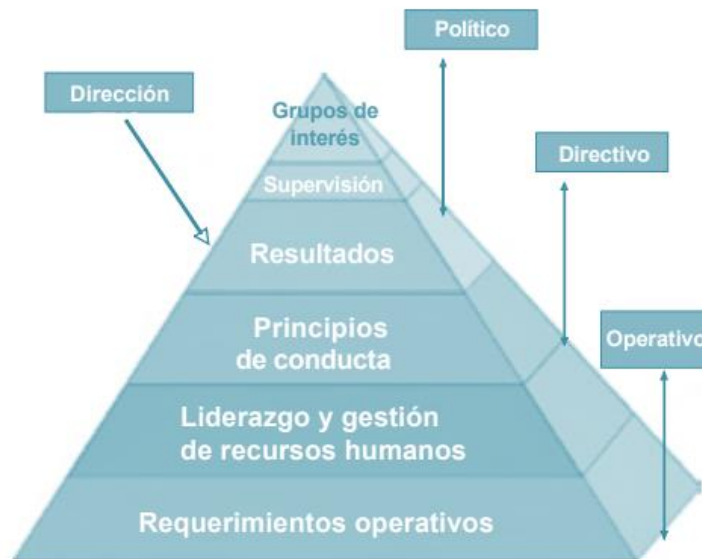 Político
Dirección
Grupos de
interés
Directivo
Supervisión
Resultados
Principios
de conducta
Operativo
Liderazgo y gestión
de recursos humanos
Requerimientos operativos